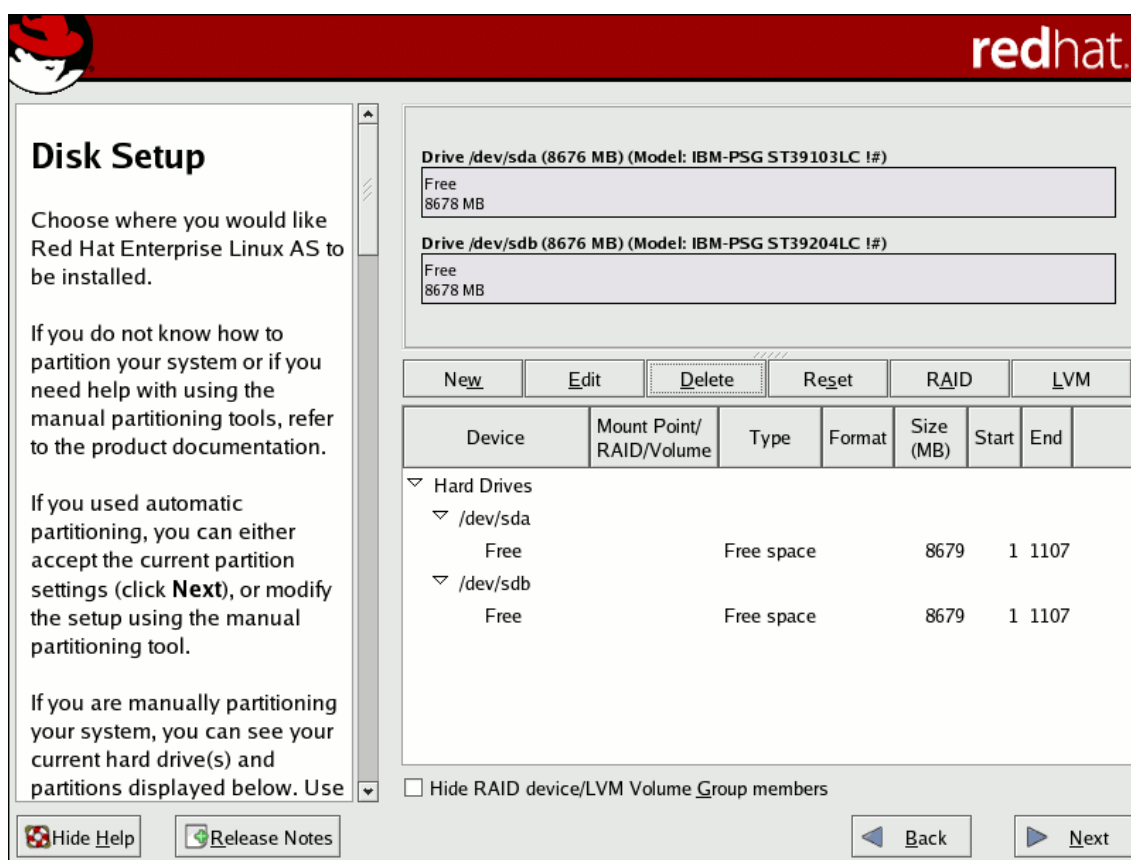 redhat.
Disk Setup
Choose where you would like
Red Hat Enterprise Linux AS to
be installed.
If you do not know how to
partition your system or if you
need help with using the
manual partitioning tools, refer
to the product documentation.
If you used automatic
partitioning, you can either
accept the current partition
settings (click Next), or modify
the setup using the manual
partitioning tool.
If you are manually partitioning
your system, you can see your
current hard drive(s) and
partitions displayed below. Use
Drive /dev/sda (8676 MB) (Model: IBM-PSG ST39103LC !#)
Free
8678 MB
Drive /dev/sdb (8676 MB) (Model: IBM-PSG ST39204LC !#)
Free
8678 MB
New Edit Delete Reset RAID LVM
Device Mount Point/ RAID/Volume Type Format Size (MB) Start End
Hard Drives
/dev/sda
Free Free space 8679 1 1107
/dev/sdb
Free Free space 8679 1 1107
Hide RAID device/LVM Volume Group members
Hide Help Release Notes Back Next